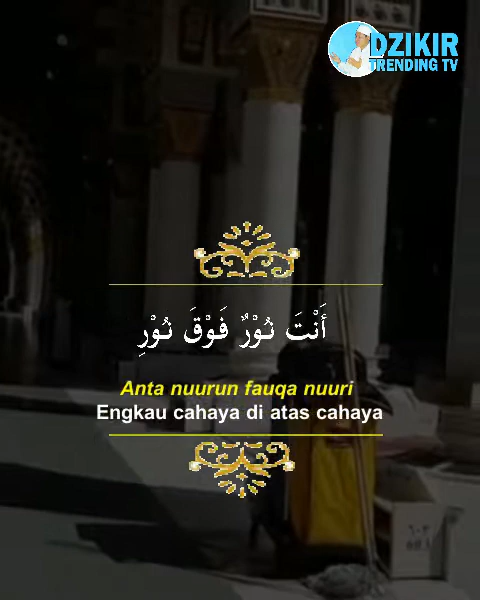 DZIKIR
TRENDING TV
أَنْتَ نُوْرٌ فَوْقَ نُوْرِ
Anta nuurun fauqa nuuri
Engkau cahaya di atas cahaya